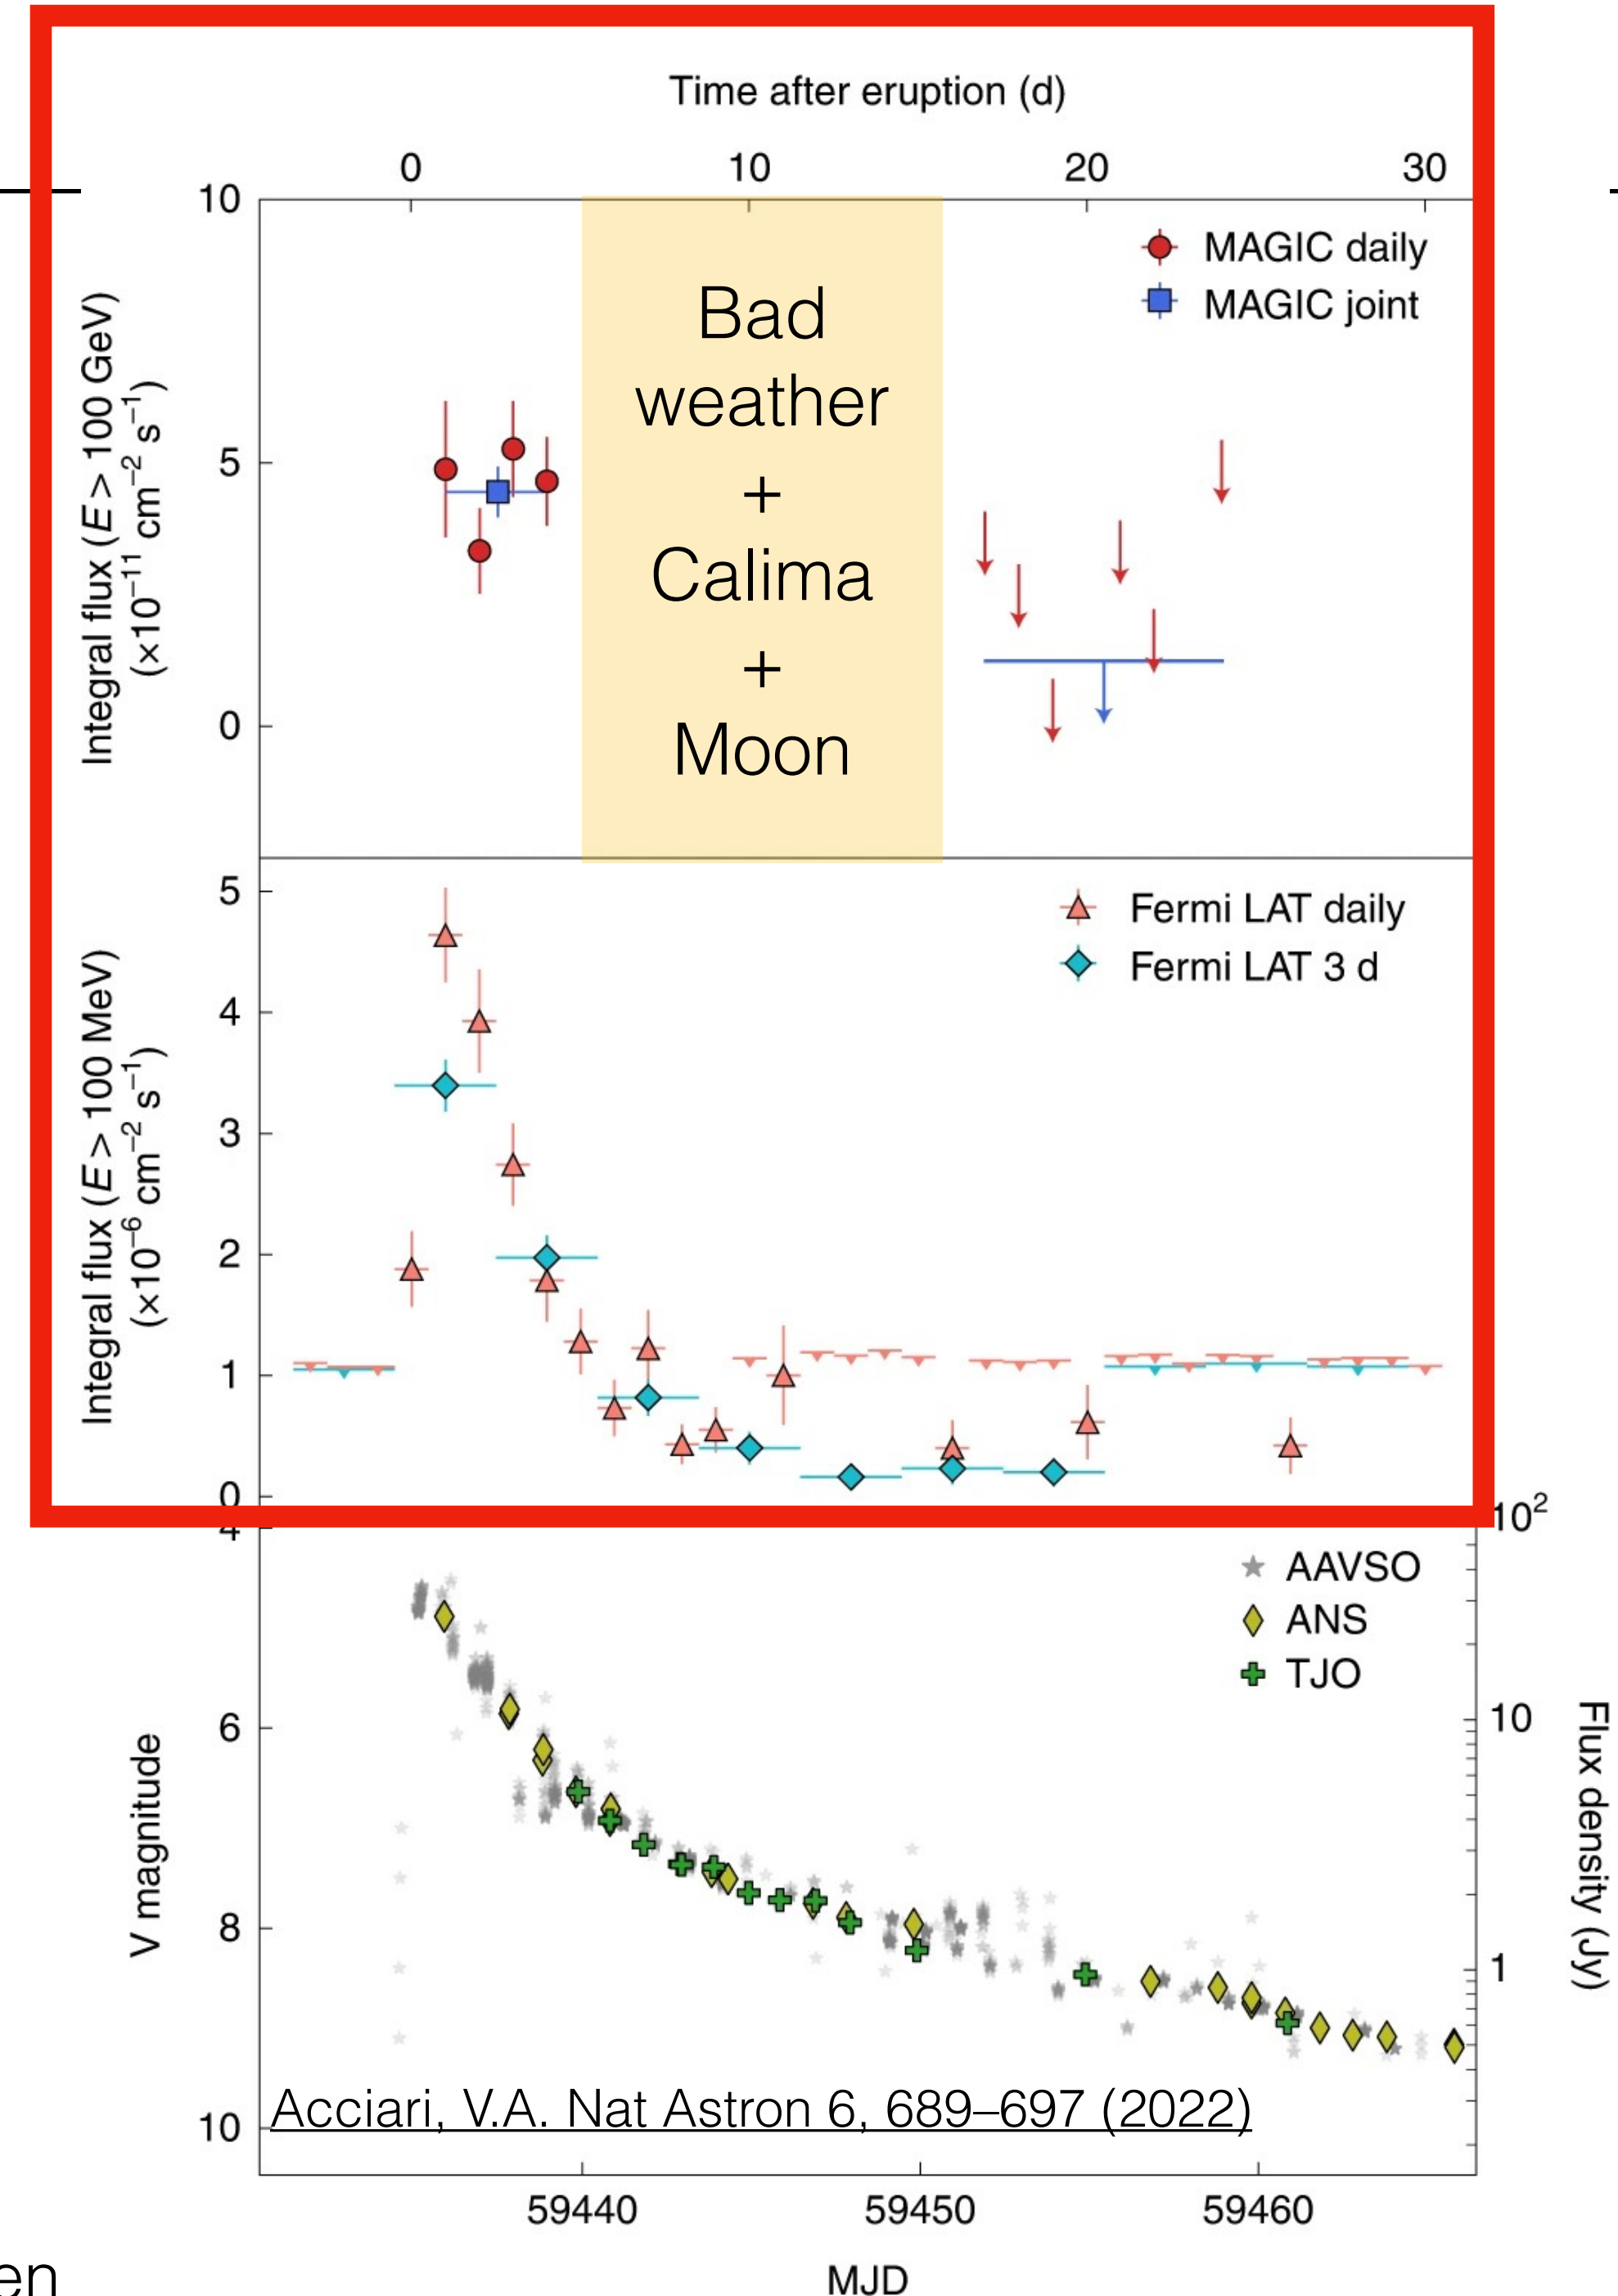 Time after eruption (d)
0 10 20 30
10
5
0
Integral flux (E > 100 GeV)
(×10⁻¹¹ cm⁻² s⁻¹)
MAGIC daily
MAGIC joint
Bad
weather
+
Calima
+
Moon
5
4
3
2
1
0
Integral flux (E > 100 MeV)
(×10⁻⁶ cm⁻² s⁻¹)
Fermi LAT daily
Fermi LAT 3 d
4
6
8
10
V magnitude
AAVSO
ANS
TJO
10²
10
1
Flux density (Jy)
Acciari, V.A. Nat Astron 6, 689–697 (2022)
59440 59450 59460
MJD
en